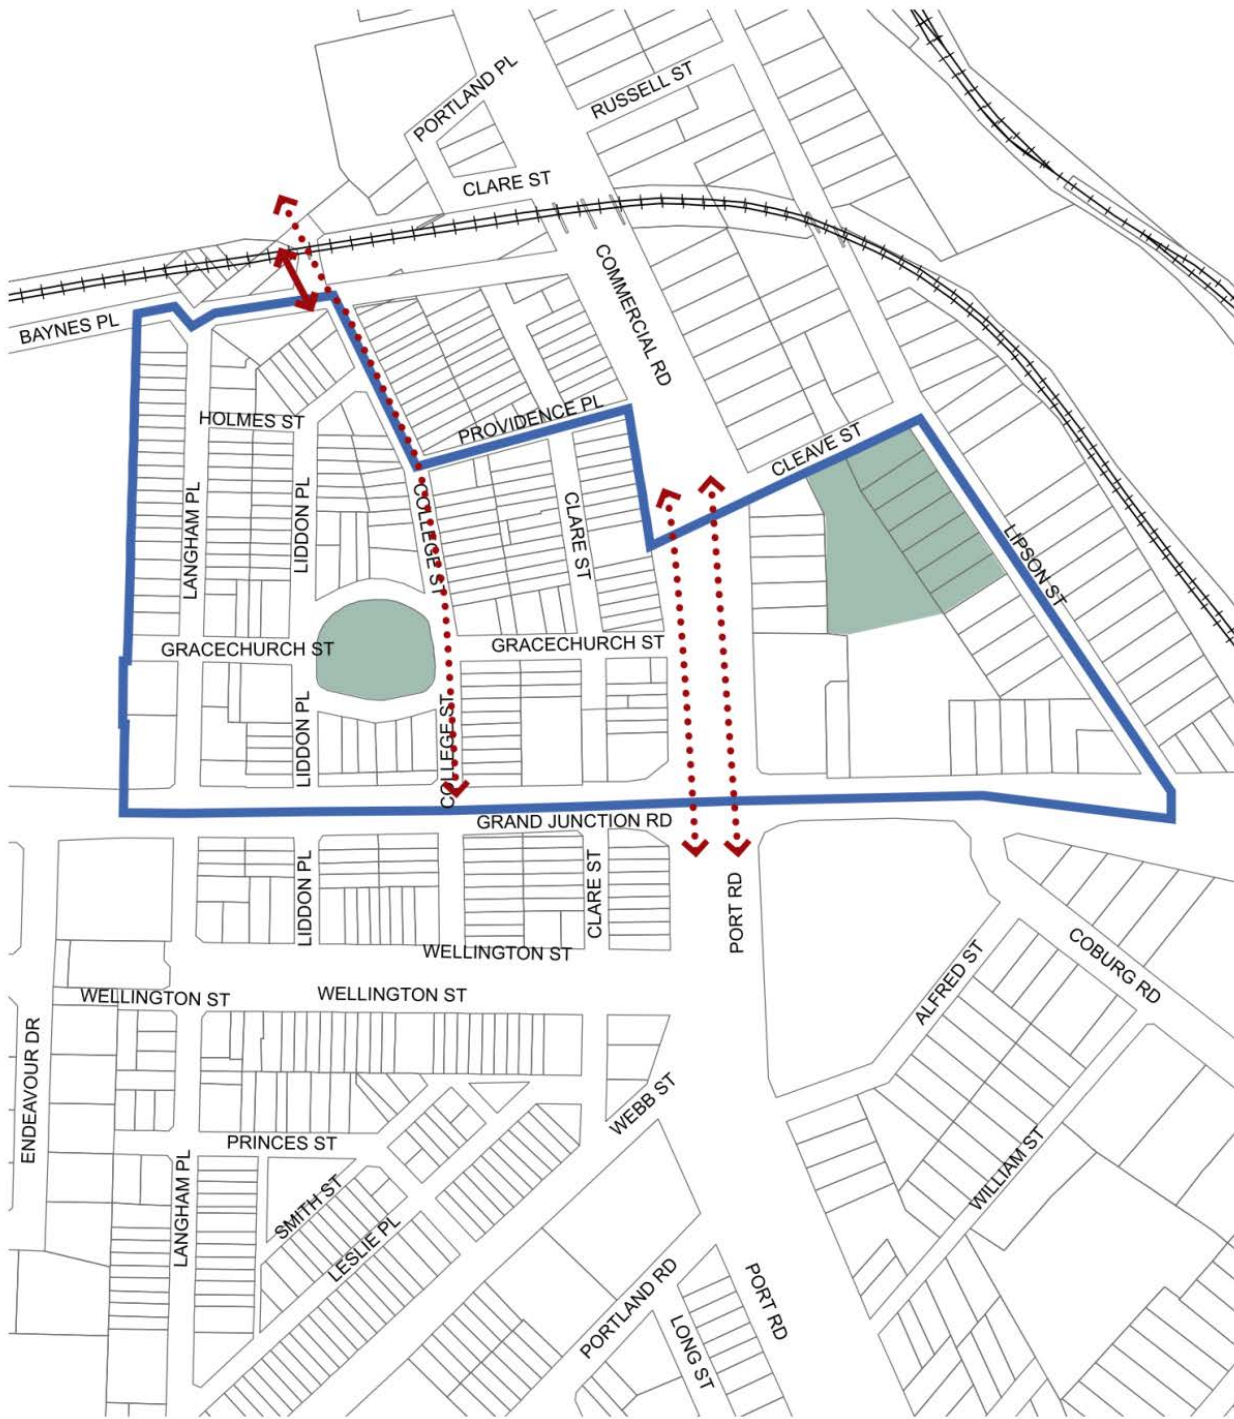 PORTLAND PL
RUSSELL ST
CLARE ST
COMMERCIAL RD
BAYNES PL
HOLMES ST
PROVIDENCE PL
CLEAVE ST
LANGHAM PL
LIDDON PL
COLLEGE ST
CLARE ST
LIPSON ST
GRACECHURCH ST
GRACECHURCH ST
LIDDON PL
COLLEGE ST
GRAND JUNCTION RD
LIDDON PL
CLARE ST
PORT RD
WELLINGTON ST
ALFRED ST
COBURG RD
WELLINGTON ST
WELLINGTON ST
ENDEAVOUR DR
WEBB ST
PRINCES ST
WILLIAM ST
LANGHAM PL
SMITH ST
LESLIE PL
PORTLAND RD
PORT RD
LONG ST